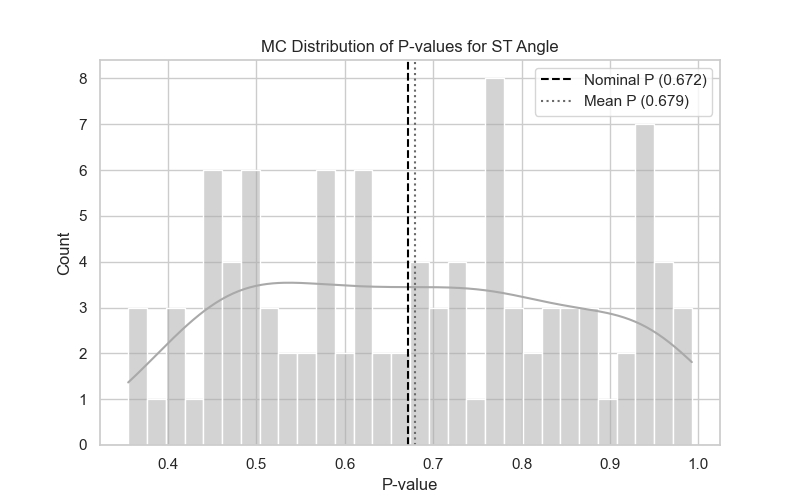 MC Distribution of P-values for ST Angle
Nominal P (0.672)
Mean P (0.679)
Count
8
7
6
5
4
3
2
1
0
0.4 0.5 0.6 0.7 0.8 0.9 1.0
P-value